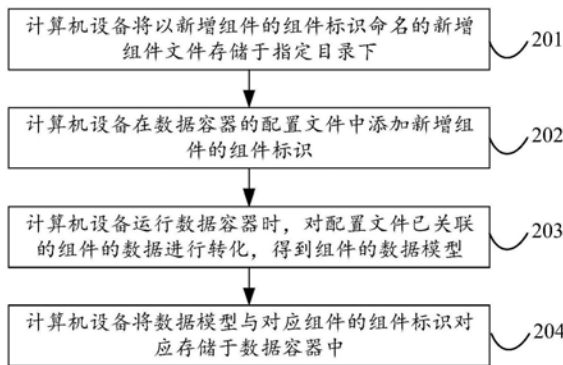 计算机设备将以新增组件的组件标识命名的新增
组件文件存储于指定目录下
201
计算机设备在数据容器的配置文件中添加新增组
件的组件标识
202
计算机设备运行数据容器时，对配置文件已关联
的组件的数据进行转化，得到组件的数据模型
203
计算机设备将数据模型与对应组件的组件标识对
应存储于数据容器中
204